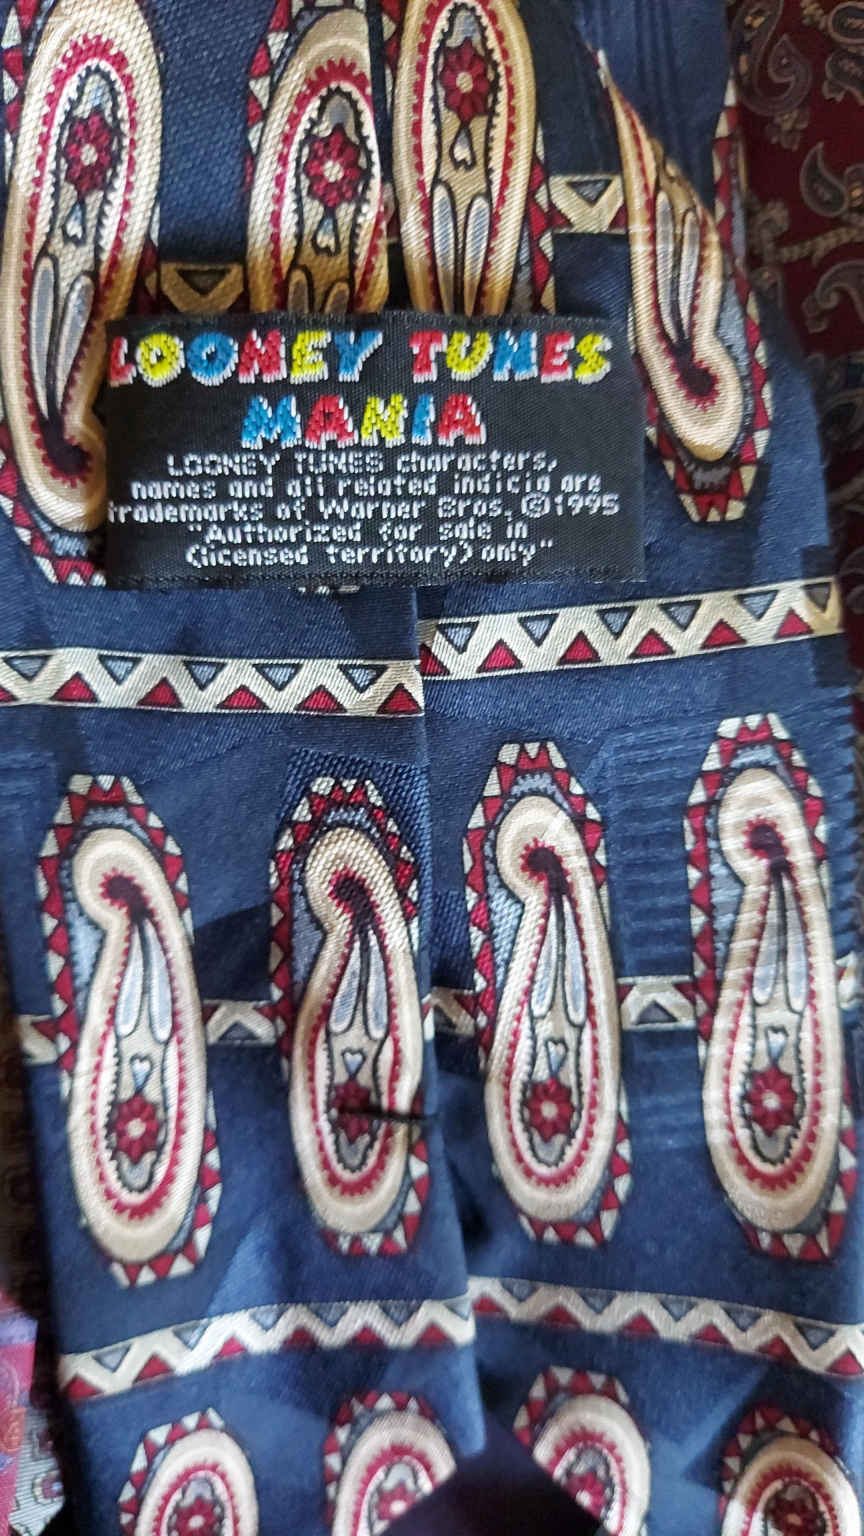 LOONEY TUNES
MANIA
LOONEY TUNES characters,
names and all related indicia are
trademarks of Warner Bros. ©1995
"Authorized for sale in
(licensed territory) only"